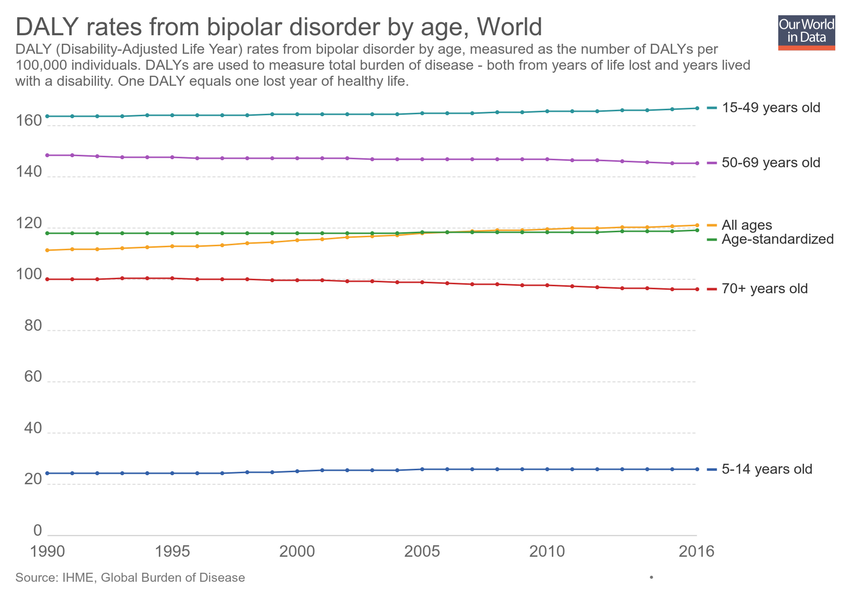 DALY rates from bipolar disorder by age, World
Our World
in Data
DALY (Disability-Adjusted Life Year) rates from bipolar disorder by age, measured as the number of DALYs per
100,000 individuals. DALYs are used to measure total burden of disease - both from years of life lost and years lived
with a disability. One DALY equals one lost year of healthy life.
160
140
120
100
80
60
40
20
0
15-49 years old
50-69 years old
All ages
Age-standardized
70+ years old
5-14 years old
1990 1995 2000 2005 2010 2016
Source: IHME, Global Burden of Disease